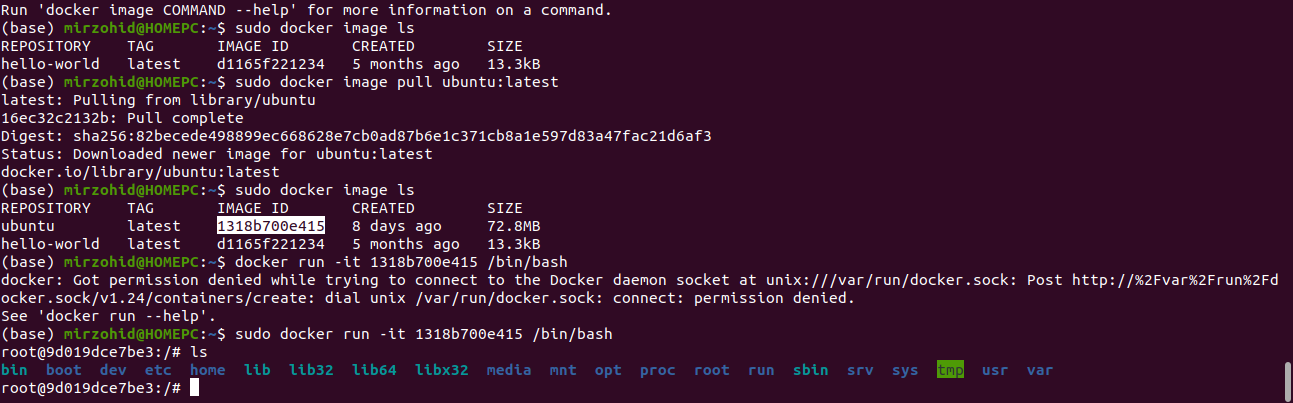 Run 'docker image COMMAND --help' for more information on a command.
(base) mirzohid@HOMEPC:~$ sudo docker image ls
REPOSITORY    TAG       IMAGE ID       CREATED        SIZE
hello-world   latest    d1165f221234   5 months ago   13.3kB
(base) mirzohid@HOMEPC:~$ sudo docker image pull ubuntu:latest
latest: Pulling from library/ubuntu
16ec32c2132b: Pull complete
Digest: sha256:82becede498899ec668628e7cb0ad87b6e1c371cb8a1e597d83a47fac21d6af3
Status: Downloaded newer image for ubuntu:latest
docker.io/library/ubuntu:latest
(base) mirzohid@HOMEPC:~$ sudo docker image ls
REPOSITORY    TAG       IMAGE ID       CREATED        SIZE
ubuntu        latest    1318b700e415   8 days ago     72.8MB
hello-world   latest    d1165f221234   5 months ago   13.3kB
(base) mirzohid@HOMEPC:~$ docker run -it 1318b700e415 /bin/bash
docker: Got permission denied while trying to connect to the Docker daemon socket at unix:///var/run/docker.sock: Post http://%2Fvar%2Frun%2Fd
ocker.sock/v1.24/containers/create: dial unix /var/run/docker.sock: connect: permission denied.
See 'docker run --help'.
(base) mirzohid@HOMEPC:~$ sudo docker run -it 1318b700e415 /bin/bash
root@9d019dce7be3:/# ls
bin  boot  dev  etc  home  lib  lib32  lib64  libx32  media  mnt  opt  proc  root  run  sbin  srv  sys  tmp  usr  var
root@9d019dce7be3:/#